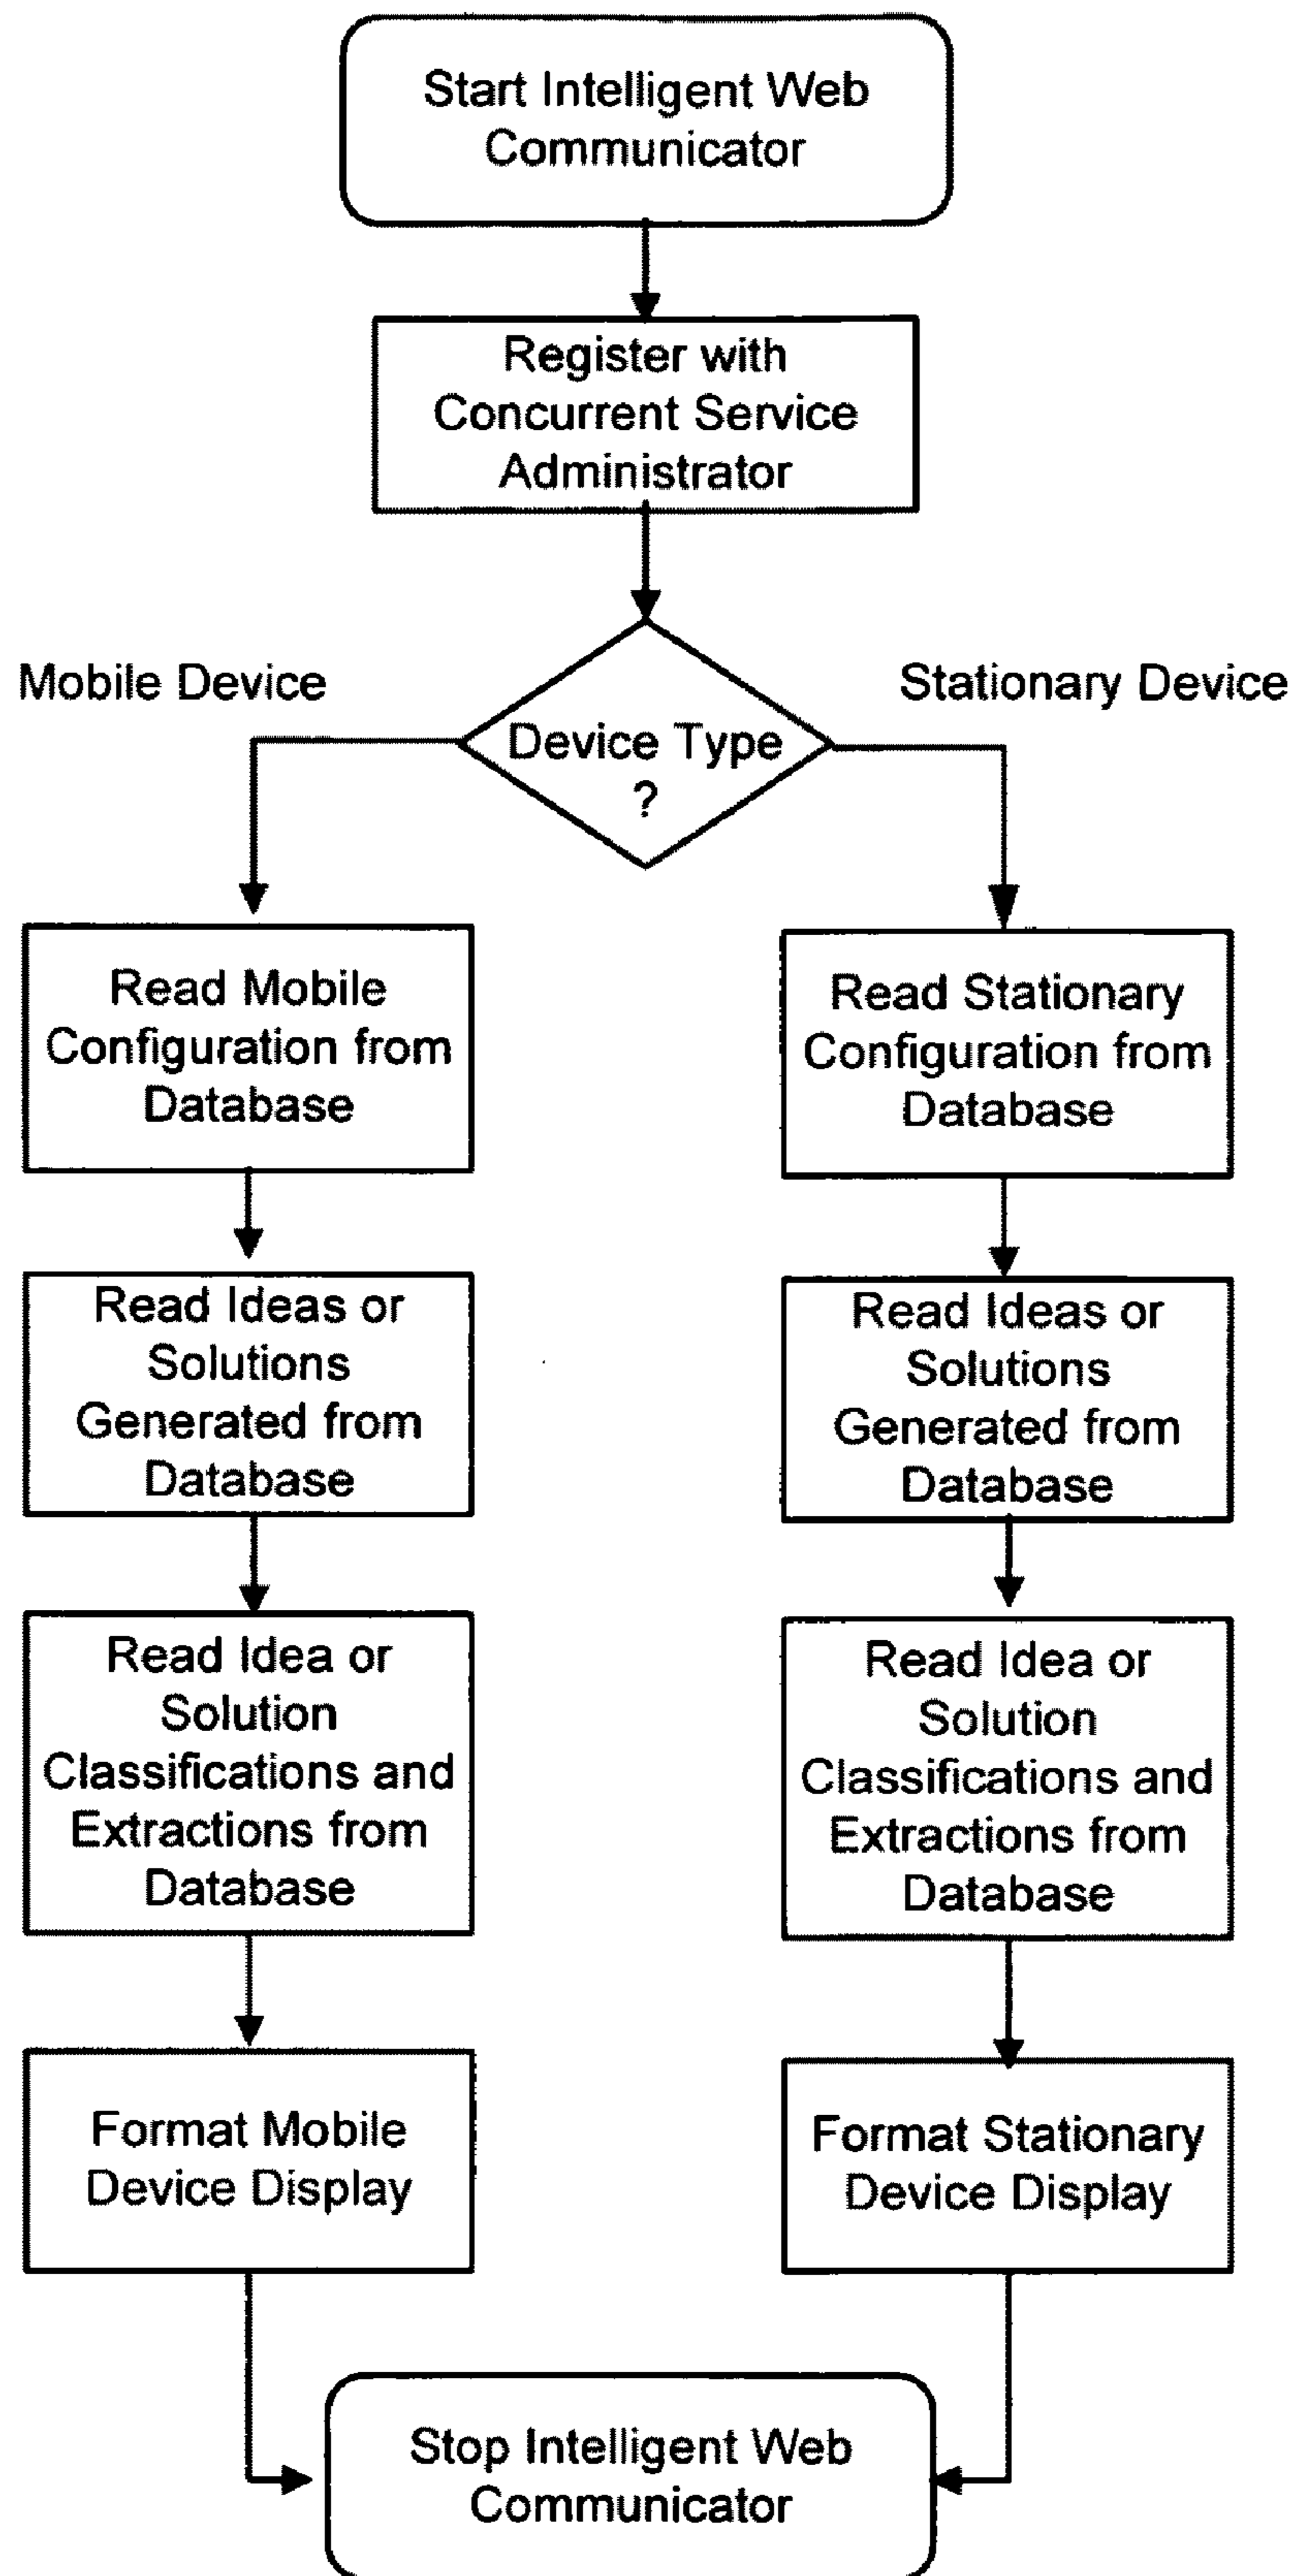 Start Intelligent Web
Communicator
Register with
Concurrent Service
Administrator
Mobile Device
Stationary Device
Device Type
?
Read Mobile
Configuration from
Database
Read Stationary
Configuration from
Database
Read Ideas or
Solutions
Generated from
Database
Read Ideas or
Solutions
Generated from
Database
Read Idea or
Solution
Classifications and
Extractions from
Database
Read Idea or
Solution
Classifications and
Extractions from
Database
Format Mobile
Device Display
Format Stationary
Device Display
Stop Intelligent Web
Communicator